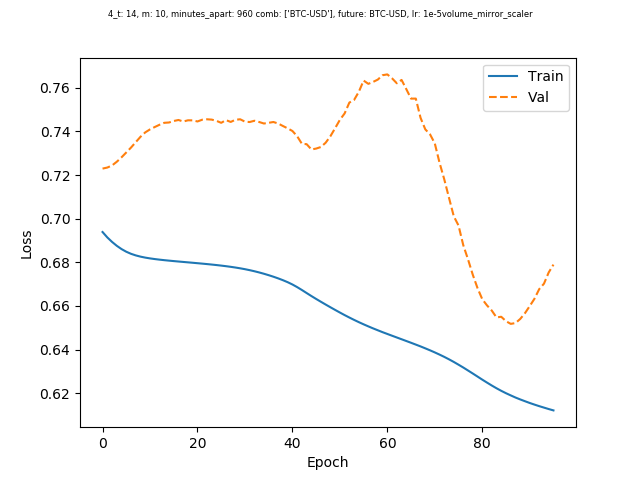 4_t: 14, m: 10, minutes_apart: 960 comb: ['BTC-USD'], future: BTC-USD, lr: 1e-5volume_mirror_scaler
Train
Val
0.76
0.74
0.72
0.70
0.68
0.66
0.64
0.62
Loss
0 20 40 60 80
Epoch